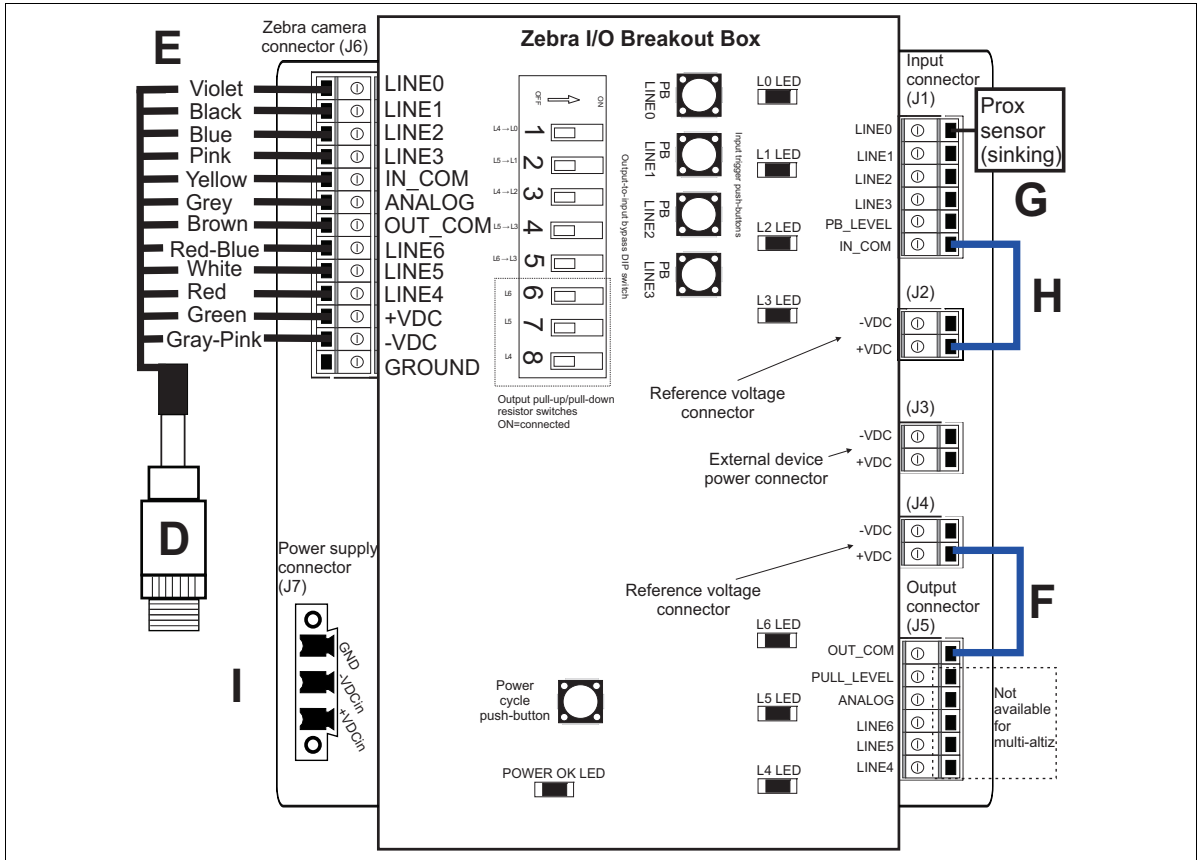 Zebra I/O Breakout Box
E
Zebra camera
connector (J6)
Violet LINE0
Black LINE1
Blue LINE2
Pink LINE3
Yellow IN_COM
Grey ANALOG
Brown OUT_COM
Red-Blue LINE6
White LINE5
Red LINE4
Green +VDC
Gray-Pink -VDC
GROUND
D
OFF ON
1 L4→L0
2 L5→L1
3 L4→L2
4 L5→L3
5 L6→L3
6 L6
7 L5
8 L4
Output-to-input bypass DIP switch
Output pull-up/pull-down
resistor switches
ON=connected
PB
LINE0
PB
LINE1
PB
LINE2
PB
LINE3
Input trigger push-buttons
L0 LED
L1 LED
L2 LED
L3 LED
Input
connector
(J1)
LINE0
LINE1
LINE2
LINE3
PB_LEVEL
IN_COM
Prox
sensor
(sinking)
G
H
(J2)
-VDC
+VDC
Reference voltage
connector
(J3)
-VDC
+VDC
External device
power connector
(J4)
-VDC
+VDC
Reference voltage
connector
F
Output
connector
(J5)
OUT_COM
PULL_LEVEL
ANALOG
LINE6
LINE5
LINE4
Not
available
for
multi-altiz
Power supply
connector
(J7)
I
GND
-VDCin
+VDCin
Power
cycle
push-button
POWER OK LED
L6 LED
L5 LED
L4 LED